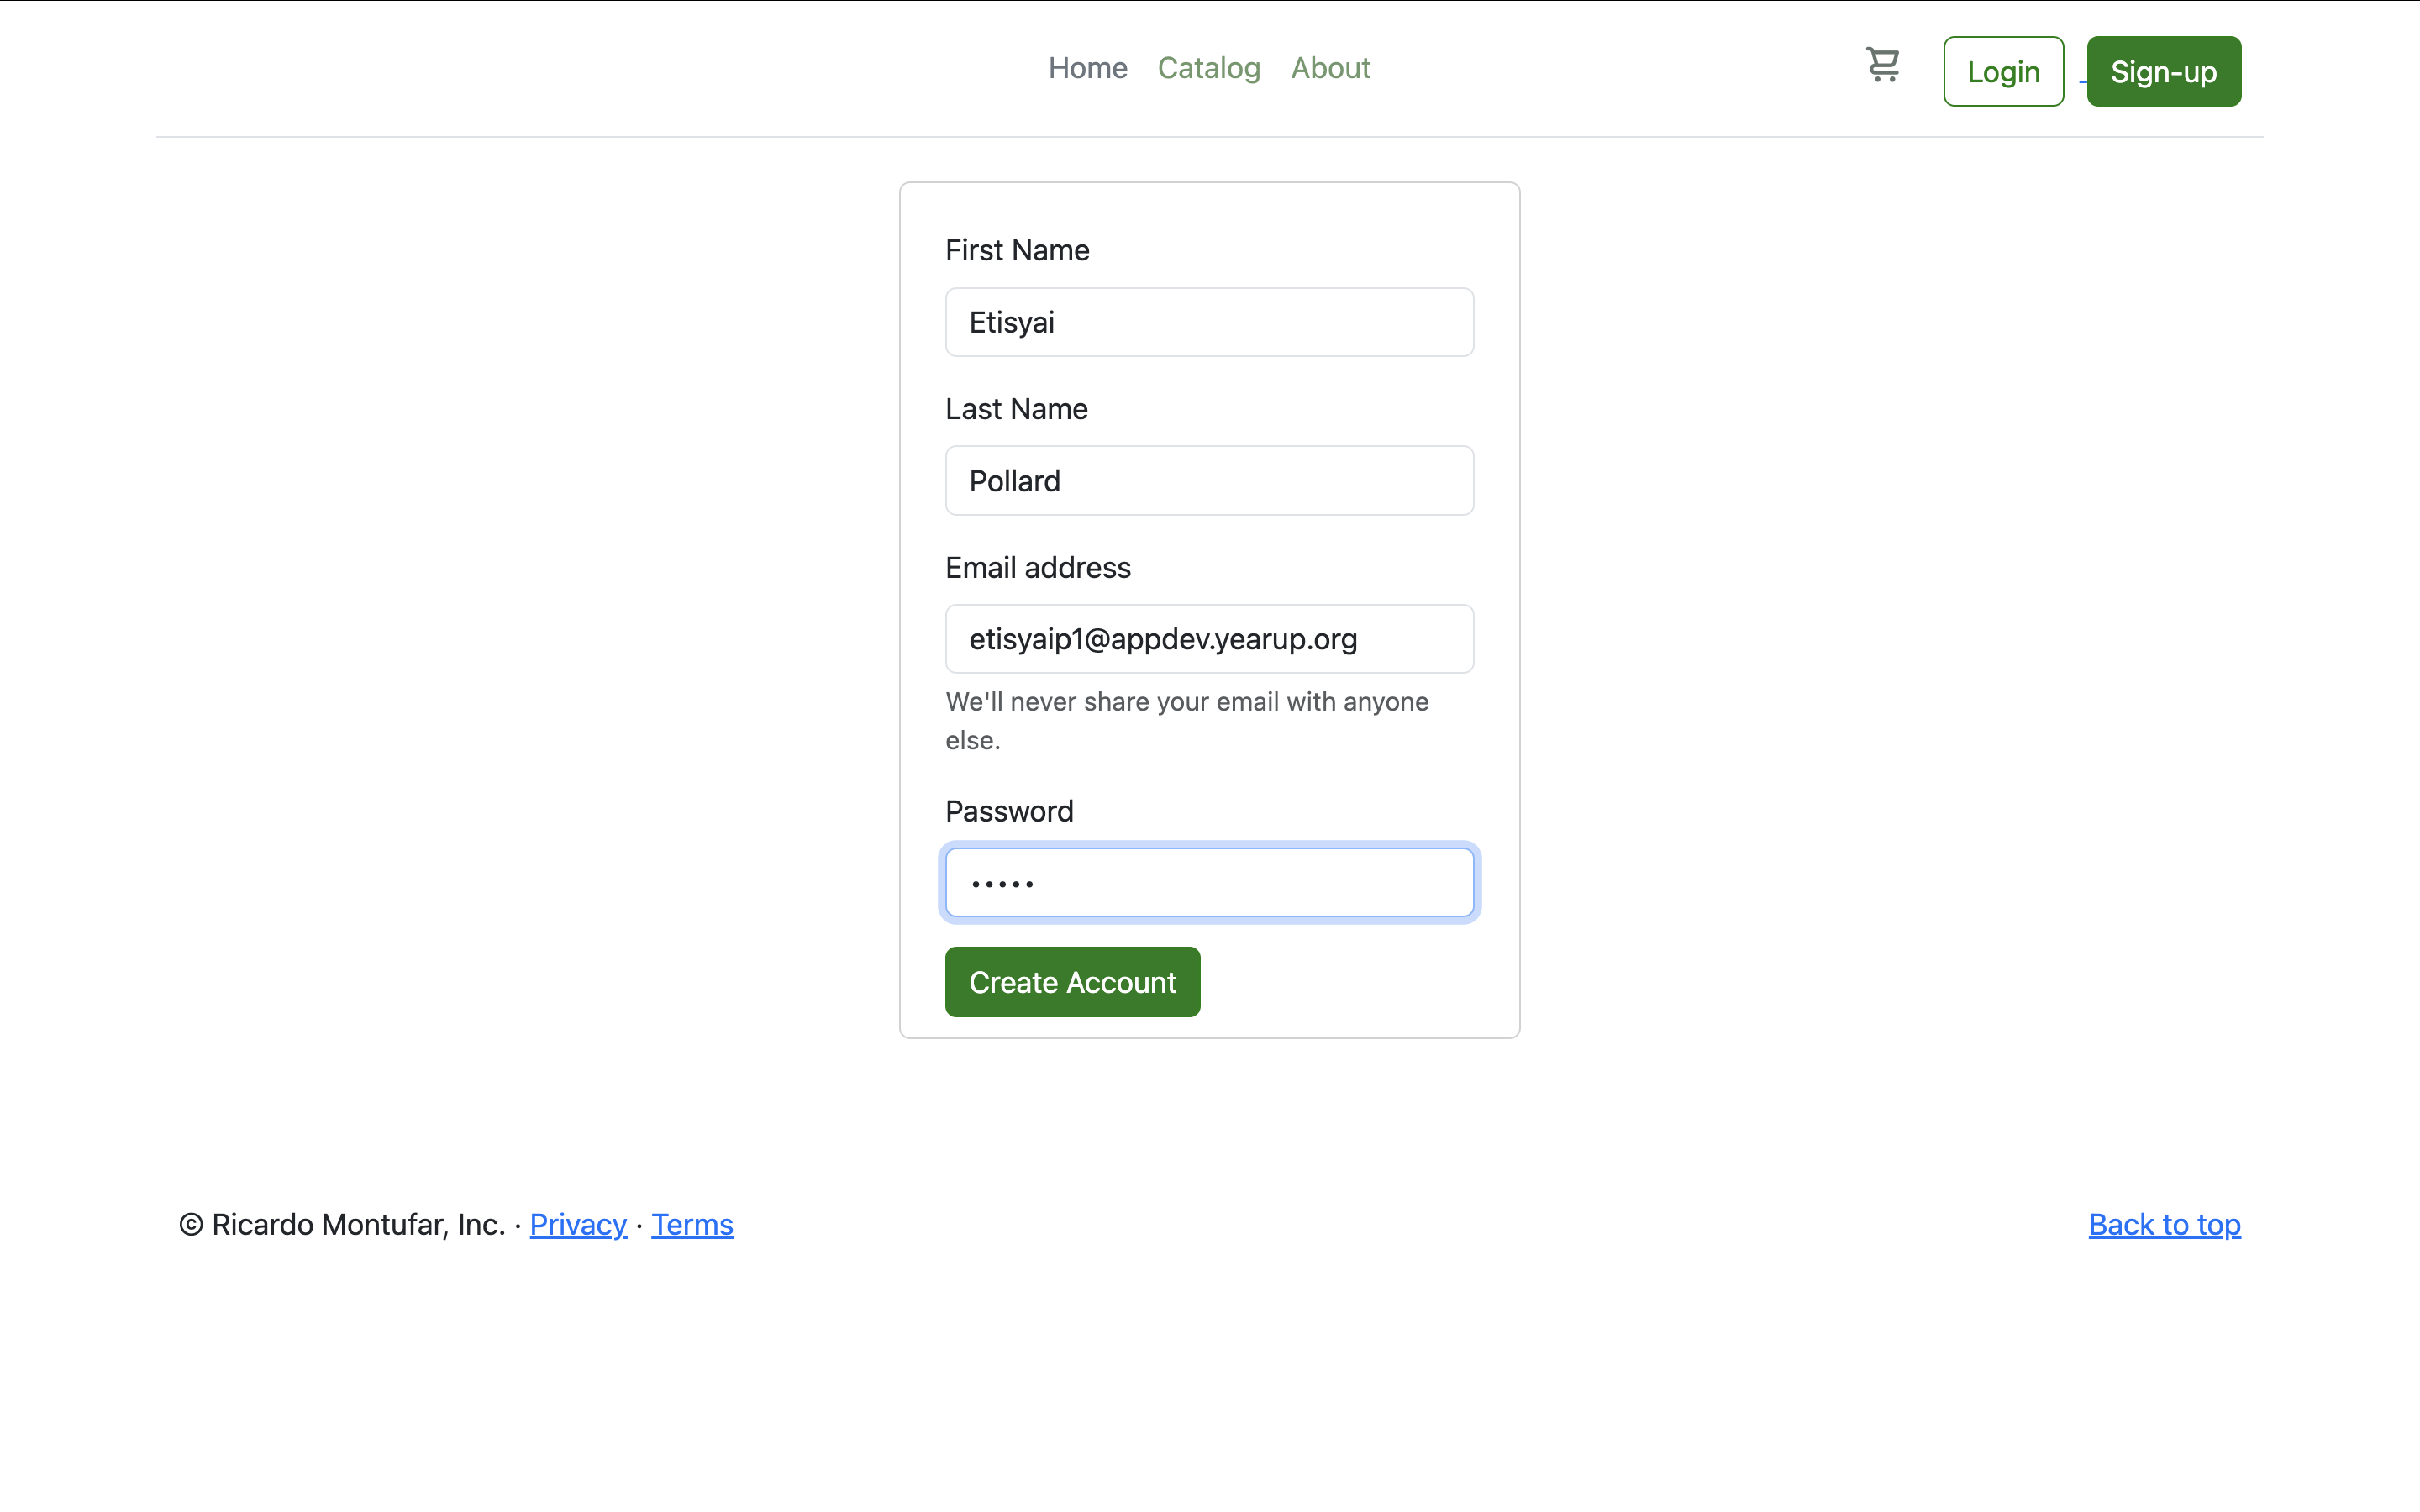 Home Catalog About Login Sign-up
First Name
Etisyai
Last Name
Pollard
Email address
etisyaip1@appdev.yearup.org
We'll never share your email with anyone
else.
Password
•••••
Create Account
© Ricardo Montufar, Inc. · Privacy · Terms
Back to top